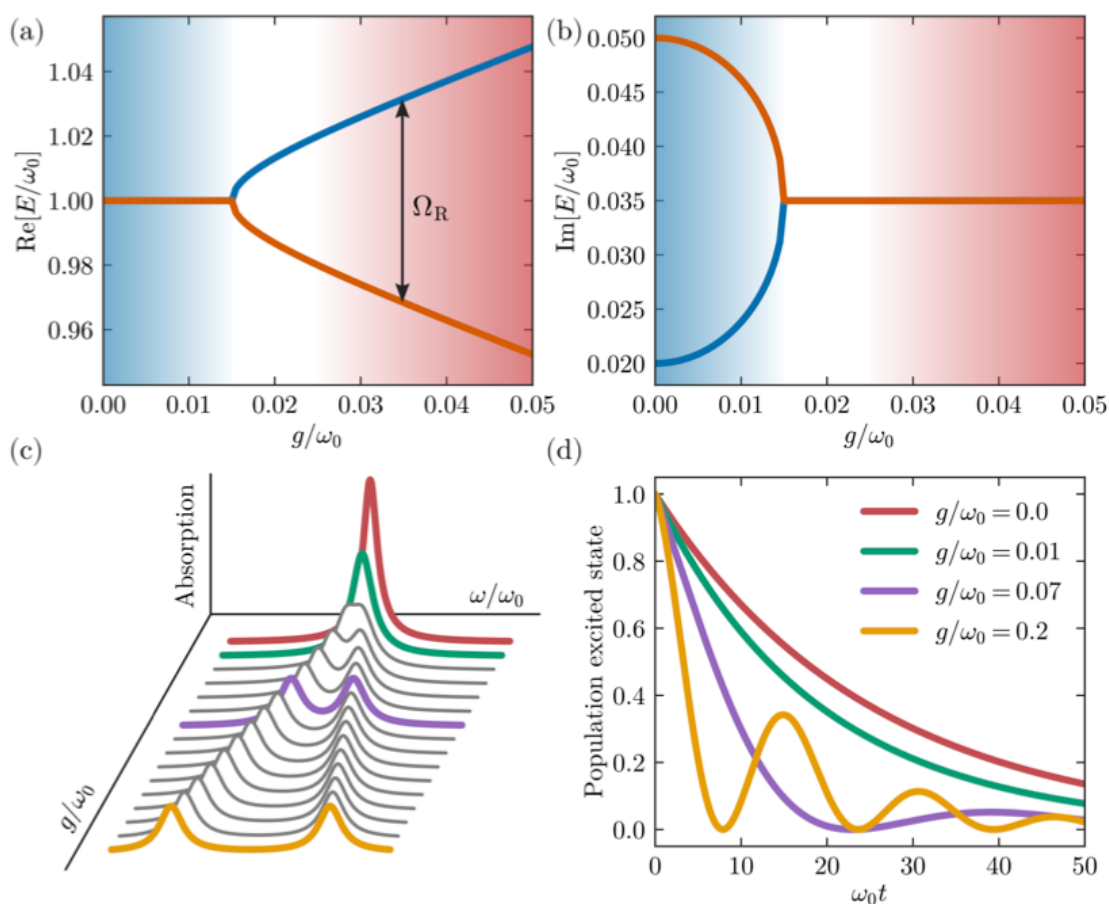 (a)
1.04
1.02
1.00
0.98
0.96
Re[E/ω₀]
Ω_R
0.00 0.01 0.02 0.03 0.04 0.05
g/ω₀
(b)
0.050
0.045
0.040
0.035
0.030
0.025
0.020
Im[E/ω₀]
0.00 0.01 0.02 0.03 0.04 0.05
g/ω₀
(c)
Absorption
ω/ω₀
g/ω₀
(d)
1.0
0.8
0.6
0.4
0.2
0.0
Population excited state
g/ω₀ = 0.0
g/ω₀ = 0.01
g/ω₀ = 0.07
g/ω₀ = 0.2
0 10 20 30 40 50
ω₀t